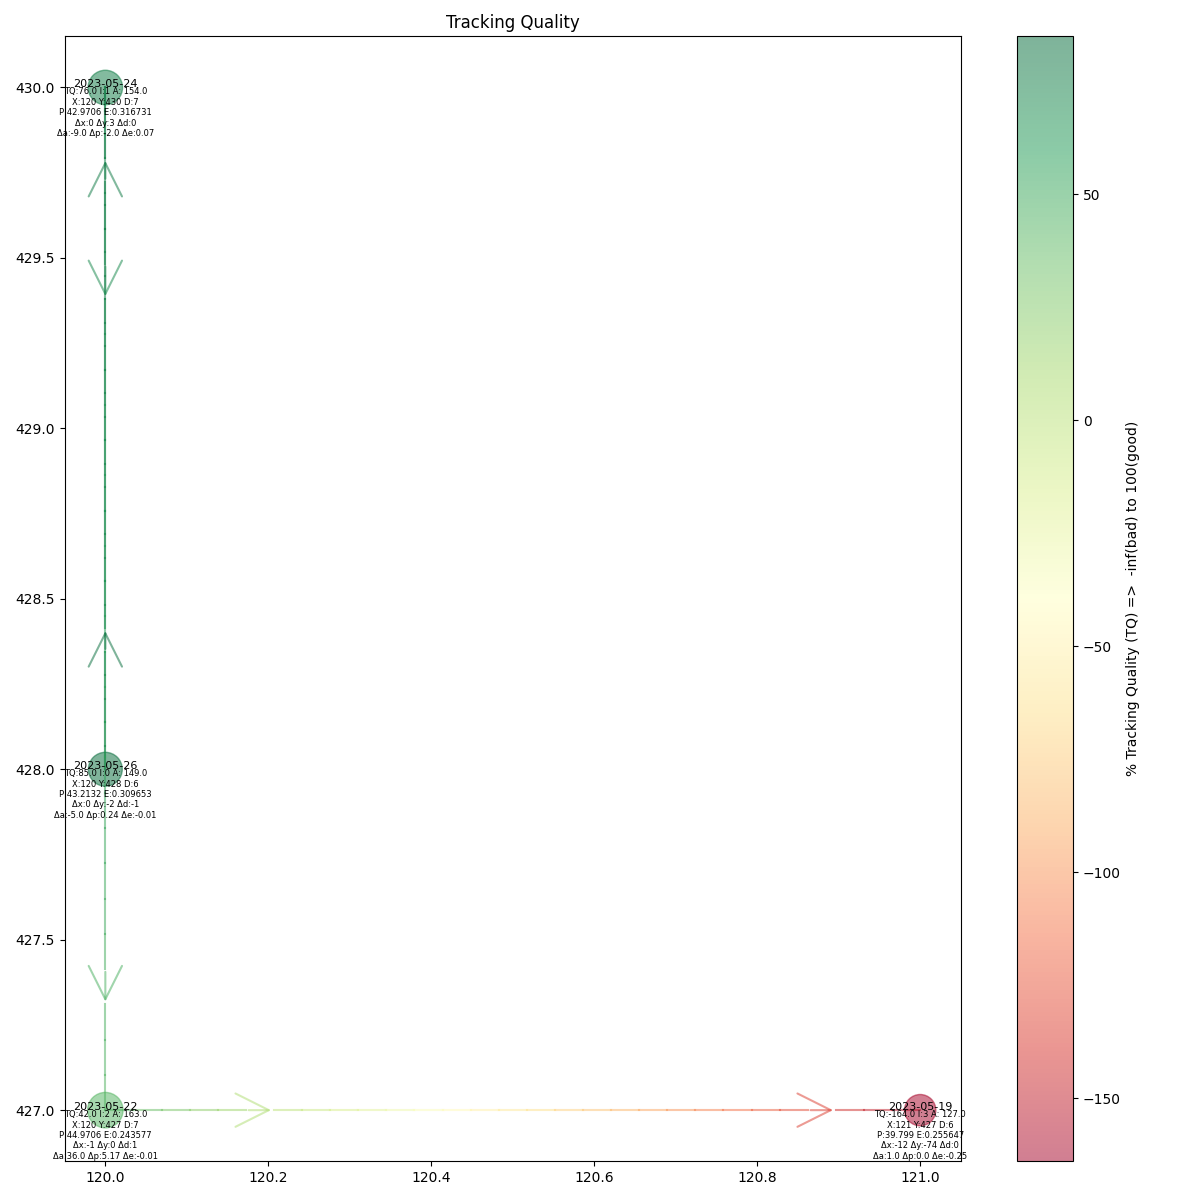 Tracking Quality
430.0
429.5
429.0
428.5
428.0
427.5
427.0
2023-05-24
TQ:76.0 I:1 A: 154.0
X:120 Y:430 D:7
P:42.9706 E:0.316731
Δx:0 Δy:3 Δd:0
Δa:-9.0 Δp:-2.0 Δe:0.07
2023-05-26
TQ:85.0 I:0 A: 149.0
X:120 Y:428 D:6
P:43.2132 E:0.309653
Δx:0 Δy:-2 Δd:-1
Δa:-5.0 Δp:0.24 Δe:-0.01
2023-05-22
TQ:42.0 I:2 A: 163.0
X:120 Y:427 D:7
P:44.9706 E:0.243577
Δx:-1 Δy:0 Δd:1
Δa:36.0 Δp:5.17 Δe:-0.01
2023-05-19
TQ:-164.0 I:3 A: 127.0
X:121 Y:427 D:6
P:39.799 E:0.255647
Δx:-12 Δy:-74 Δd:0
Δa:1.0 Δp:0.0 Δe:-0.25
120.0
120.2
120.4
120.6
120.8
121.0
50
0
−50
−100
−150
% Tracking Quality (TQ) => -inf(bad) to 100(good)